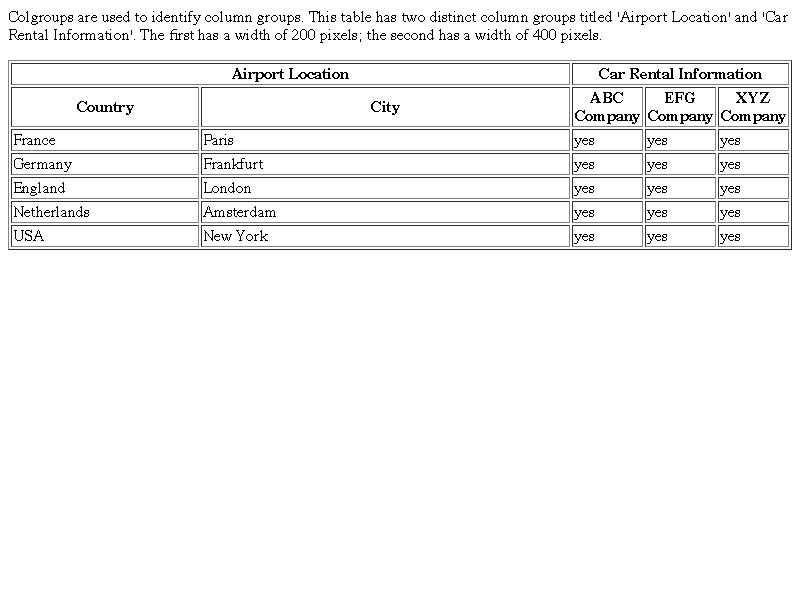 Colgroups are used to identify column groups. This table has two distinct column groups titled 'Airport Location' and 'Car
Rental Information'. The first has a width of 200 pixels; the second has a width of 400 pixels.
Airport Location Car Rental Information
Country City ABC Company EFG Company XYZ Company
France Paris yes yes yes
Germany Frankfurt yes yes yes
England London yes yes yes
Netherlands Amsterdam yes yes yes
USA New York yes yes yes